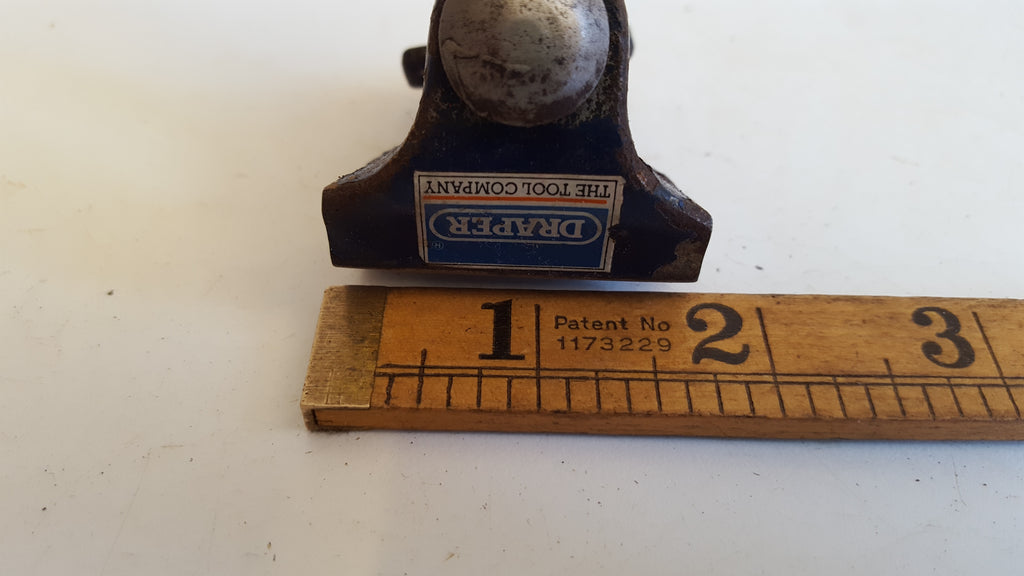 THE TOOL COMPANY
DRAPER ®
1 Patent No 2 3
1173229